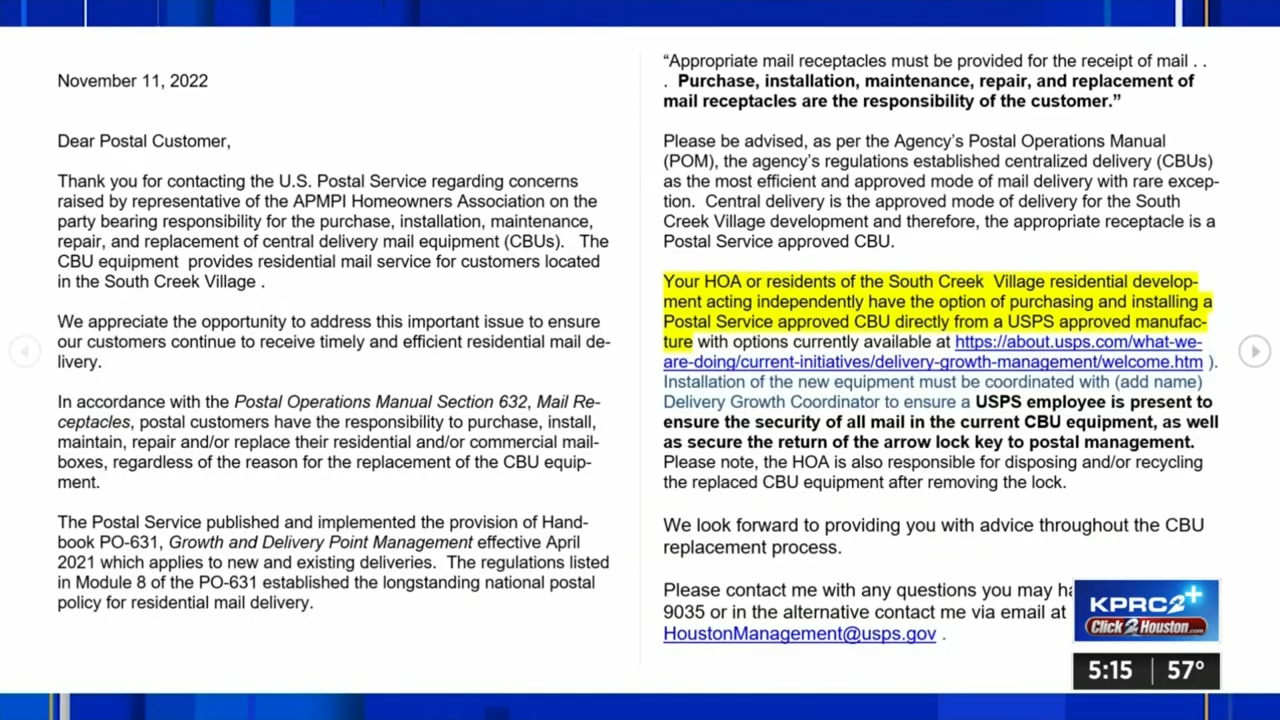 November 11, 2022
Dear Postal Customer,
Thank you for contacting the U.S. Postal Service regarding concerns
raised by representative of the APMPI Homeowners Association on the
party bearing responsibility for the purchase, installation, maintenance,
repair, and replacement of central delivery mail equipment (CBUs). The
CBU equipment provides residential mail service for customers located
in the South Creek Village .
We appreciate the opportunity to address this important issue to ensure
our customers continue to receive timely and efficient residential mail de-
livery.
In accordance with the Postal Operations Manual Section 632, Mail Re-
ceptacles, postal customers have the responsibility to purchase, install,
maintain, repair and/or replace their residential and/or commercial mail-
boxes, regardless of the reason for the replacement of the CBU equip-
ment.
The Postal Service published and implemented the provision of Hand-
book PO-631, Growth and Delivery Point Management effective April
2021 which applies to new and existing deliveries. The regulations listed
in Module 8 of the PO-631 established the longstanding national postal
policy for residential mail delivery.
“Appropriate mail receptacles must be provided for the receipt of mail . .
. Purchase, installation, maintenance, repair, and replacement of
mail receptacles are the responsibility of the customer.”
Please be advised, as per the Agency’s Postal Operations Manual
(POM), the agency’s regulations established centralized delivery (CBUs)
as the most efficient and approved mode of mail delivery with rare excep-
tion. Central delivery is the approved mode of delivery for the South
Creek Village development and therefore, the appropriate receptacle is a
Postal Service approved CBU.
Your HOA or residents of the South Creek Village residential develop-
ment acting independently have the option of purchasing and installing a
Postal Service approved CBU directly from a USPS approved manufac-
ture with options currently available at https://about.usps.com/what-we-
are-doing/current-initiatives/delivery-growth-management/welcome.htm ).
Installation of the new equipment must be coordinated with (add name)
Delivery Growth Coordinator to ensure a USPS employee is present to
ensure the security of all mail in the current CBU equipment, as well
as secure the return of the arrow lock key to postal management.
Please note, the HOA is also responsible for disposing and/or recycling
the replaced CBU equipment after removing the lock.
We look forward to providing you with advice throughout the CBU
replacement process.
Please contact me with any questions you may ha
9035 or in the alternative contact me via email at
HoustonManagement@usps.gov .
KPRC2+
Click2Houston.com
5:15 57°